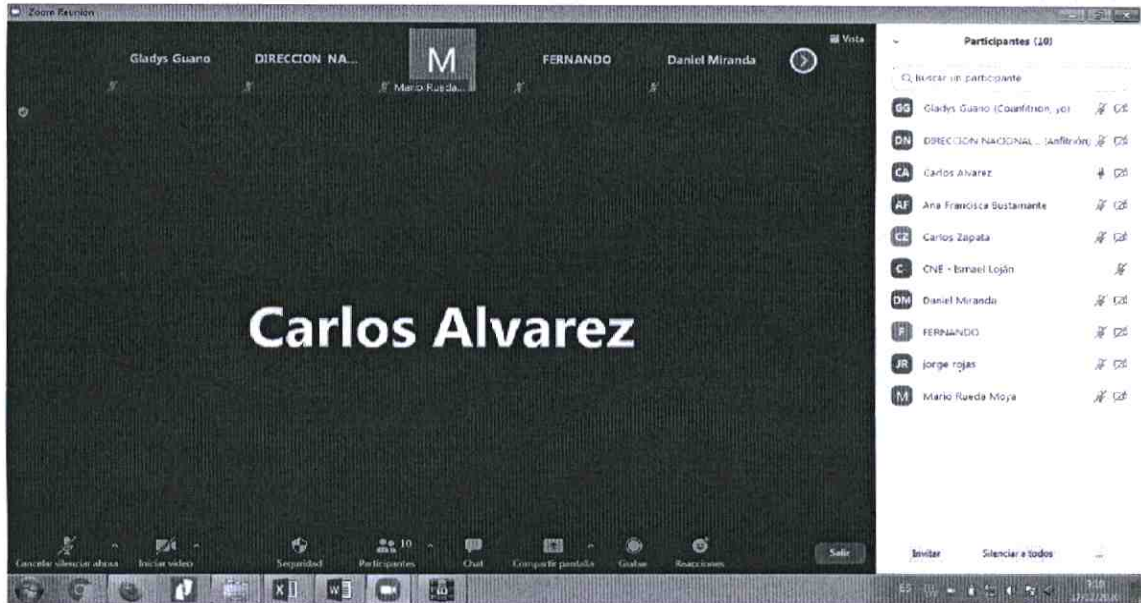 Zoom Reunión
Gladys Guano
DIRECCION NA...
M
Mario Rueda...
FERNANDO
Daniel Miranda
Vista
Carlos Alvarez
Cancelar silenciar ahora
Iniciar video
Seguridad
10
Participantes
Chat
Compartir pantalla
Grabar
Reacciones
Salir
Participantes (10)
Buscar un participante
GG Gladys Guano (Coanfitrión, yo)
DN DIRECCION NACIONAL ... (Anfitrión)
CA Carlos Alvarez
AF Ana Francisca Bustamante
CZ Carlos Zapata
C- CNE - Ismael Loján
DM Daniel Miranda
F FERNANDO
JR jorge rojas
M Mario Rueda Moya
Invitar
Silenciar a todos
...
ES